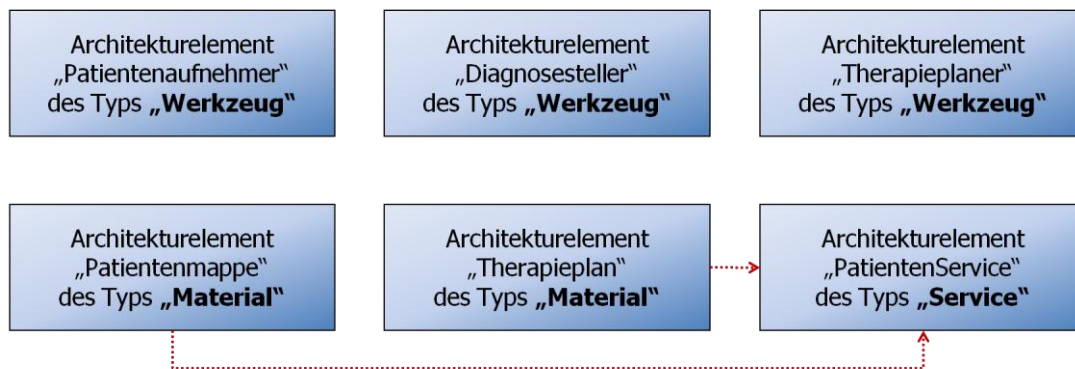 Architekturelement
„Patientenaufnehmer“
des Typs „Werkzeug“
Architekturelement
„Diagnosesteller“
des Typs „Werkzeug“
Architekturelement
„Therapieplaner“
des Typs „Werkzeug“
Architekturelement
„Patientenmappe“
des Typs „Material“
Architekturelement
„Therapieplan“
des Typs „Material“
Architekturelement
„PatientenService“
des Typs „Service“